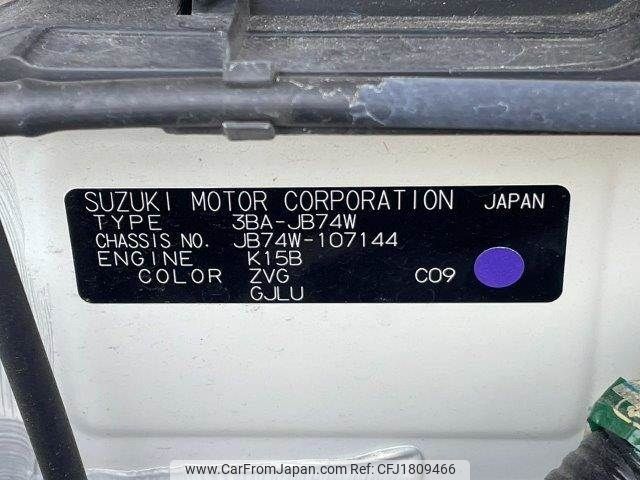 SUZUKI MOTOR CORPORATION JAPAN
TYPE 3BA-JB74W
CHASSIS NO. JB74W-107144
ENGINE K15B
COLOR ZVG C09
GJLU
www.CarFromJapan.com Ref: CFJ1809466